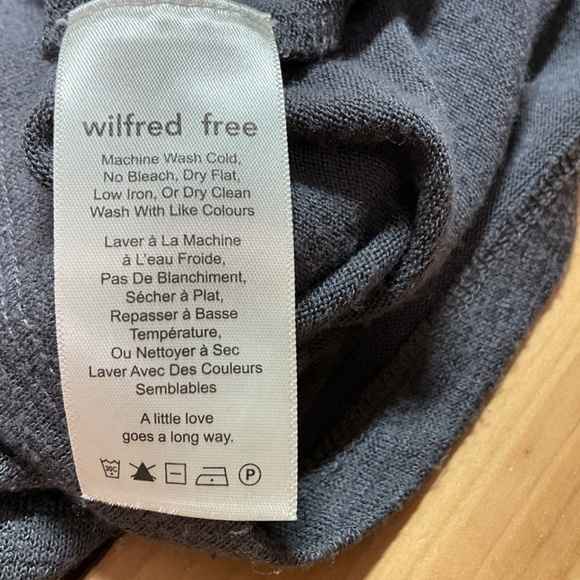 wilfred free
Machine Wash Cold,
No Bleach, Dry Flat,
Low Iron, Or Dry Clean
Wash With Like Colours
Laver à La Machine
à L'eau Froide,
Pas De Blanchiment,
Sécher à Plat,
Repasser à Basse
Température,
Ou Nettoyer à Sec
Laver Avec Des Couleurs
Semblables
A little love
goes a long way.
30C P